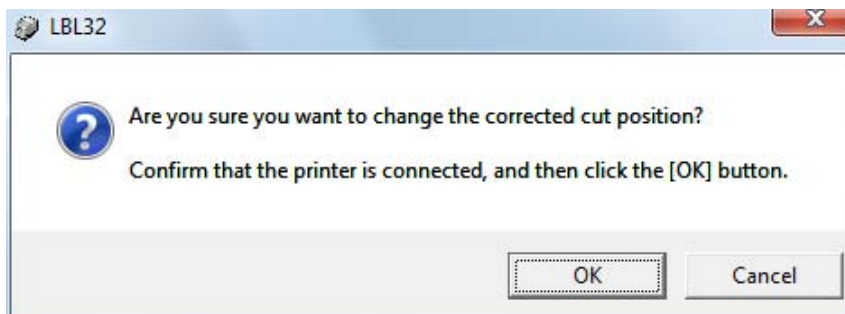 LBL32
Are you sure you want to change the corrected cut position?
Confirm that the printer is connected, and then click the [OK] button.
OK
Cancel